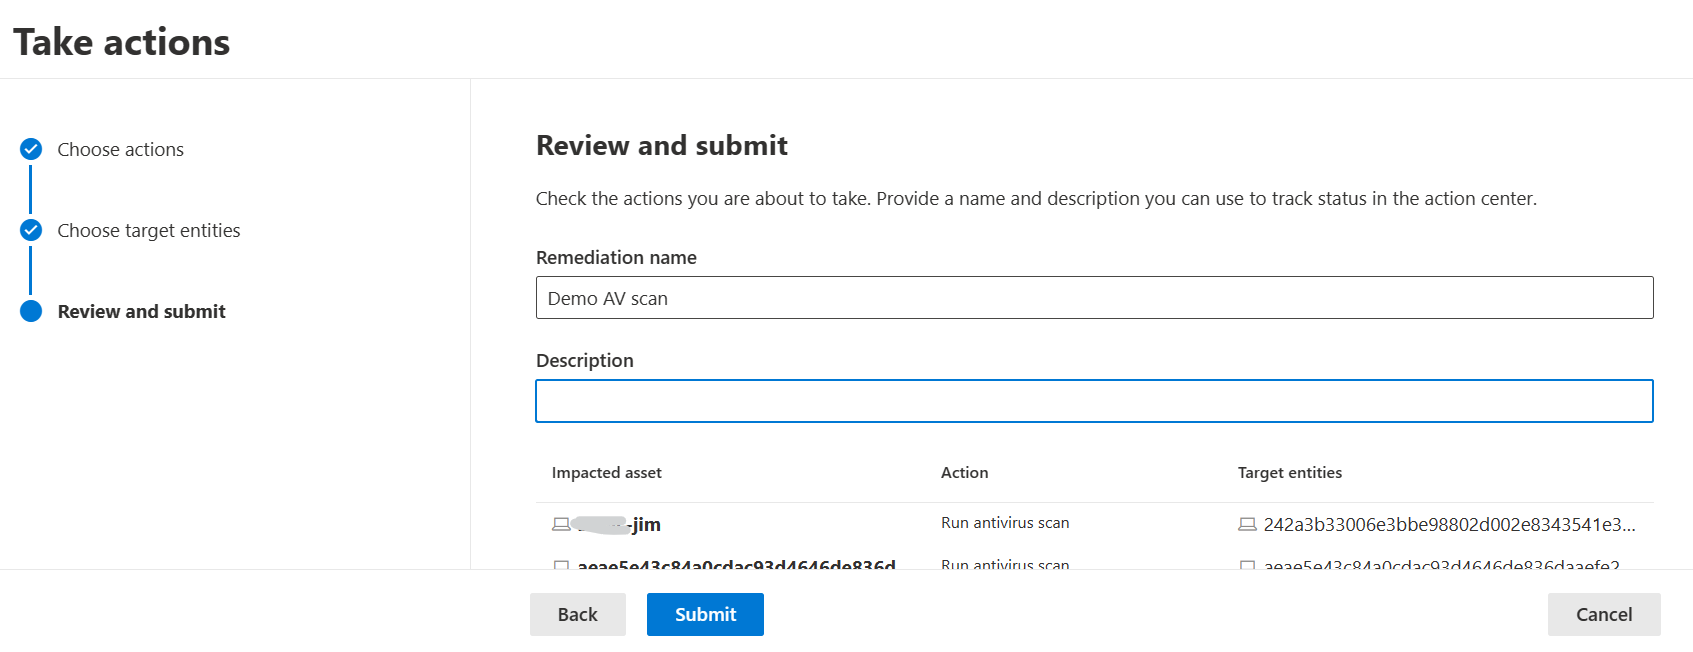 Take actions
Choose actions
Choose target entities
Review and submit
Review and submit
Check the actions you are about to take. Provide a name and description you can use to track status in the action center.
Remediation name
Demo AV scan
Description
Impacted asset Action Target entities
-jim Run antivirus scan 242a3b33006e3bbe98802d002e8343541e3...
aeae5e43c84a0cdac93d4646de836d Run antivirus scan aeae5e43c84a0cdac93d4646de836daaefe2
Back Submit Cancel